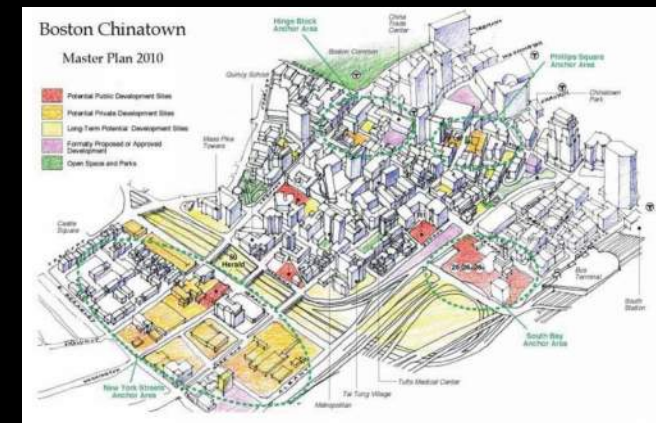 Boston Chinatown
Master Plan 2010
Potential Public Development Sites
Potential Private Development Sites
Long-Term Potential Development Sites
Formally Proposed or Approved
Development
Open Space and Parks
Hinge Block
Anchor Area
China
Trade
Center
Boston Common
Phillips Square
Anchor Area
Quincy School
Chinatown
Park
Mass Pike
Towers
Castle
Square
50
Herald
Bus
Terminal
South
Station
South Bay
Anchor Area
New York Streets
Anchor Area
Tufts Medical Center
Tai Tung Village
Metropolitan